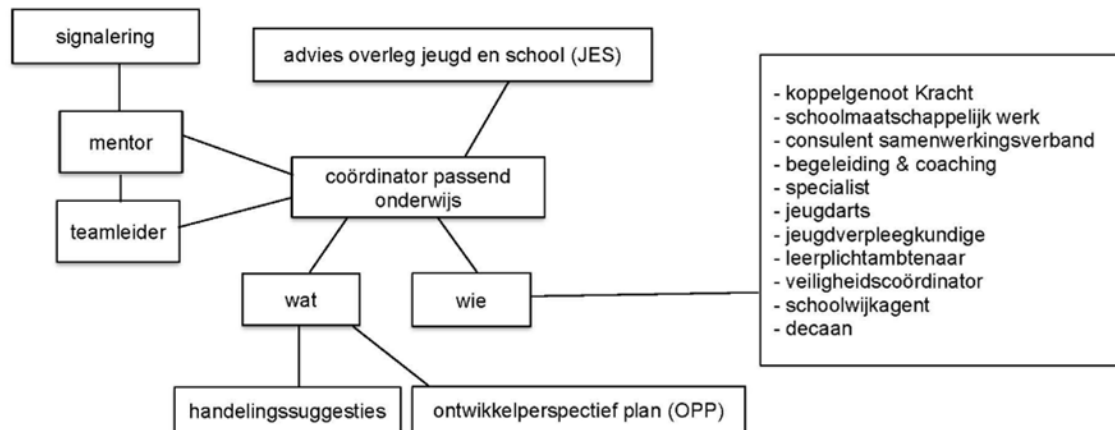 signalering
advies overleg jeugd en school (JES)
mentor
coördinator passend
onderwijs
teamleider
wat
wie
- koppelgenoot Kracht
- schoolmaatschappelijk werk
- consulent samenwerkingsverband
- begeleiding & coaching
- specialist
- jeugdarts
- jeugdverpleegkundige
- leerplichtambtenaar
- veiligheidscoördinator
- schoolwijkagent
- decaan
handelingssuggesties
ontwikkelperspectief plan (OPP)